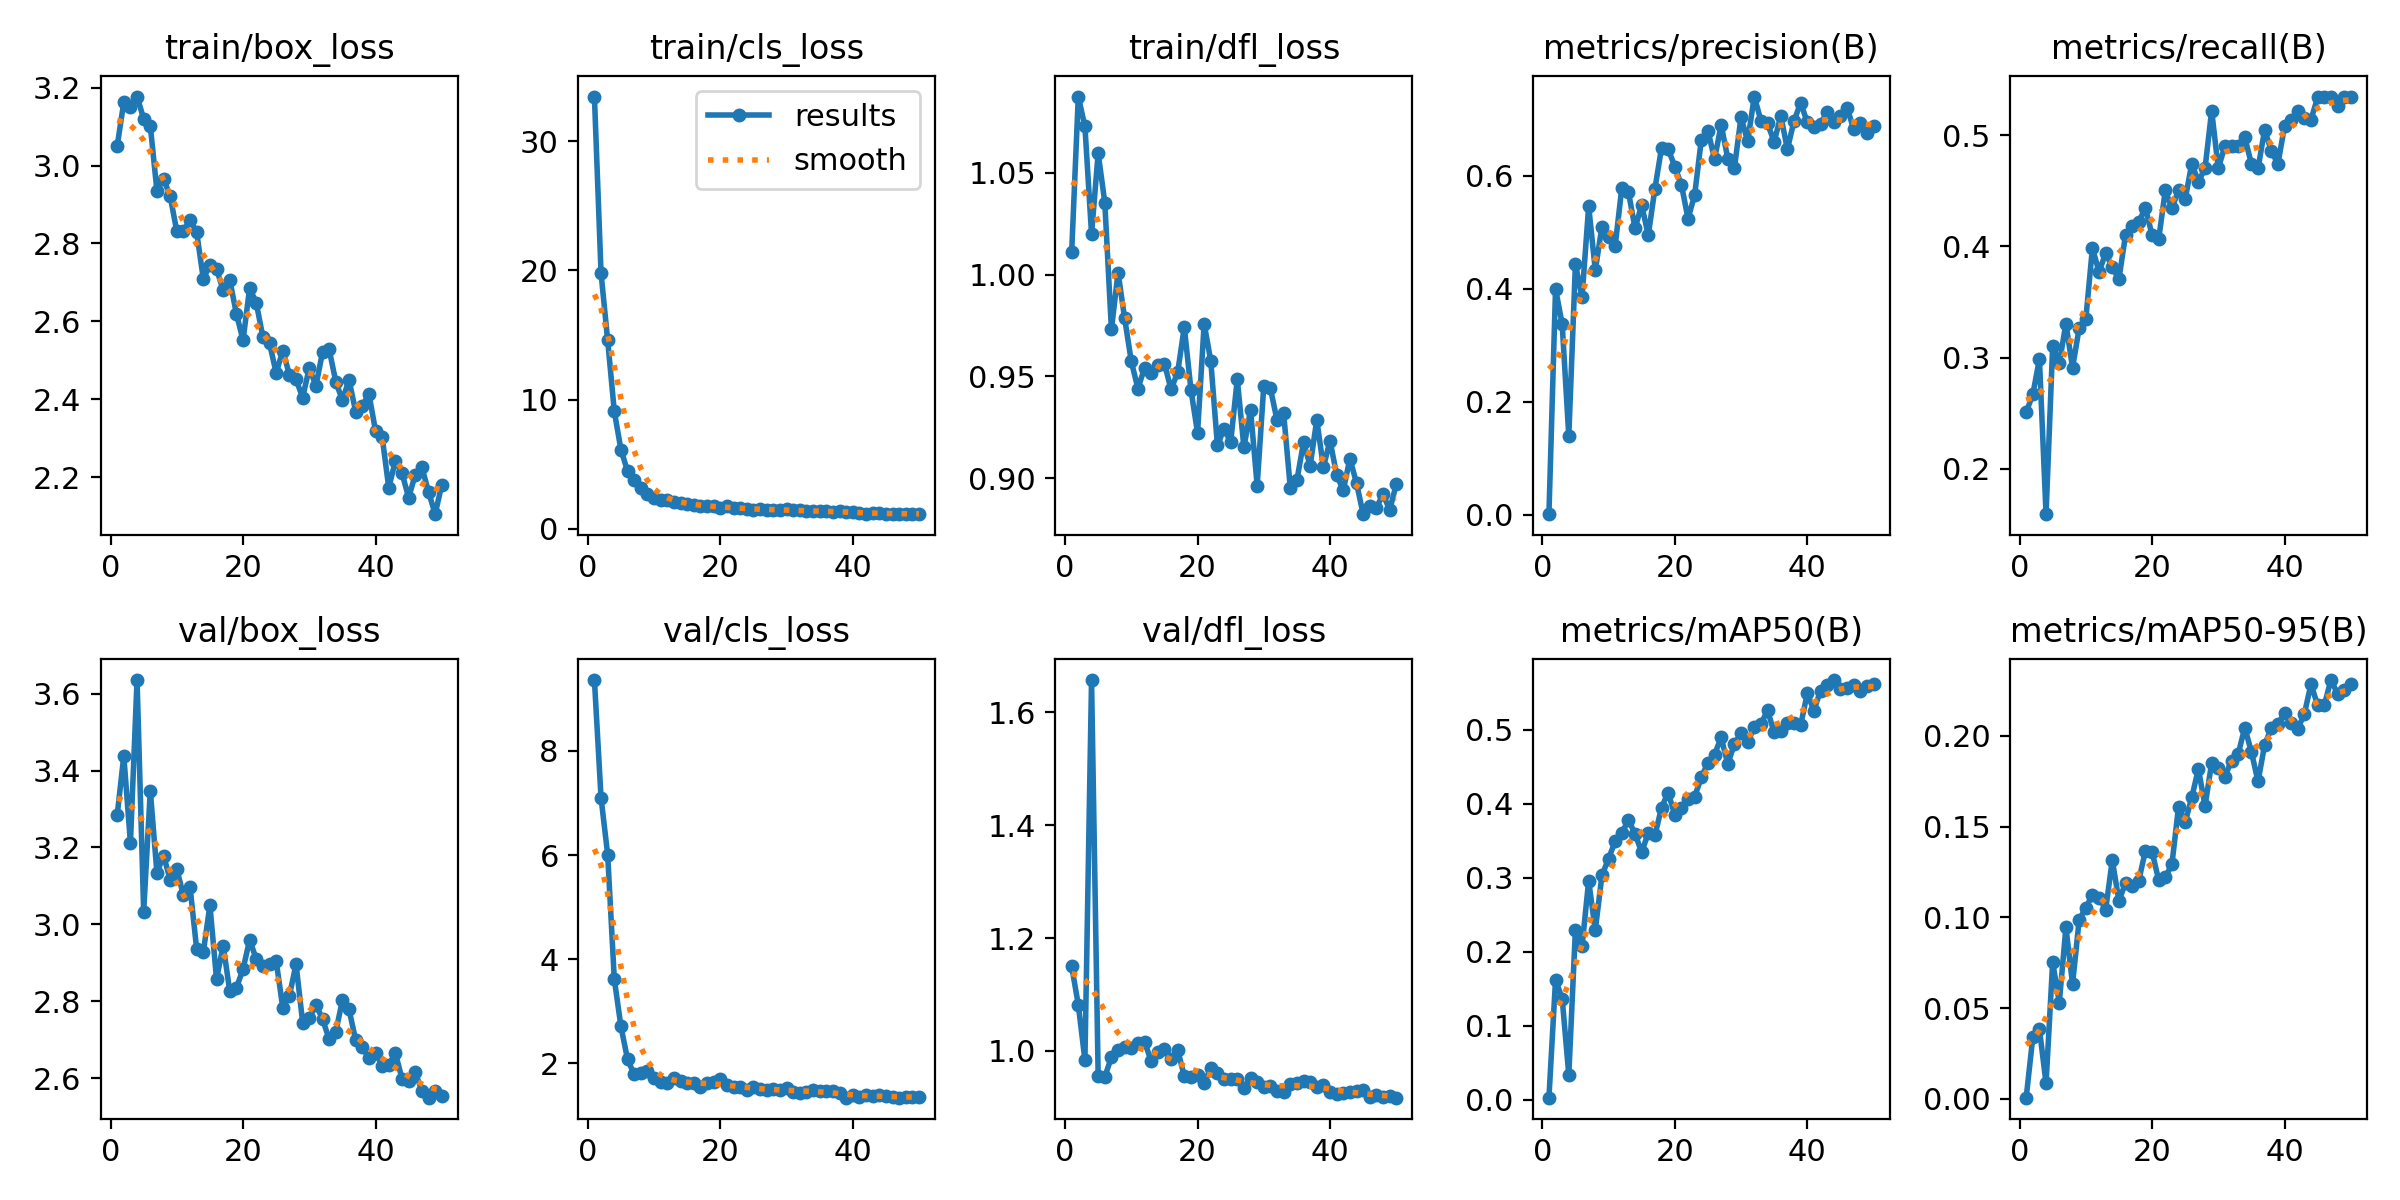 train/box_loss
3.2
3.0
2.8
2.6
2.4
2.2
0 20 40
train/cls_loss
results
smooth
30
20
10
0
0 20 40
train/dfl_loss
1.05
1.00
0.95
0.90
0 20 40
metrics/precision(B)
0.6
0.4
0.2
0.0
0 20 40
metrics/recall(B)
0.5
0.4
0.3
0.2
0 20 40
val/box_loss
3.6
3.4
3.2
3.0
2.8
2.6
0 20 40
val/cls_loss
8
6
4
2
0 20 40
val/dfl_loss
1.6
1.4
1.2
1.0
0 20 40
metrics/mAP50(B)
0.5
0.4
0.3
0.2
0.1
0.0
0 20 40
metrics/mAP50-95(B)
0.20
0.15
0.10
0.05
0.00
0 20 40